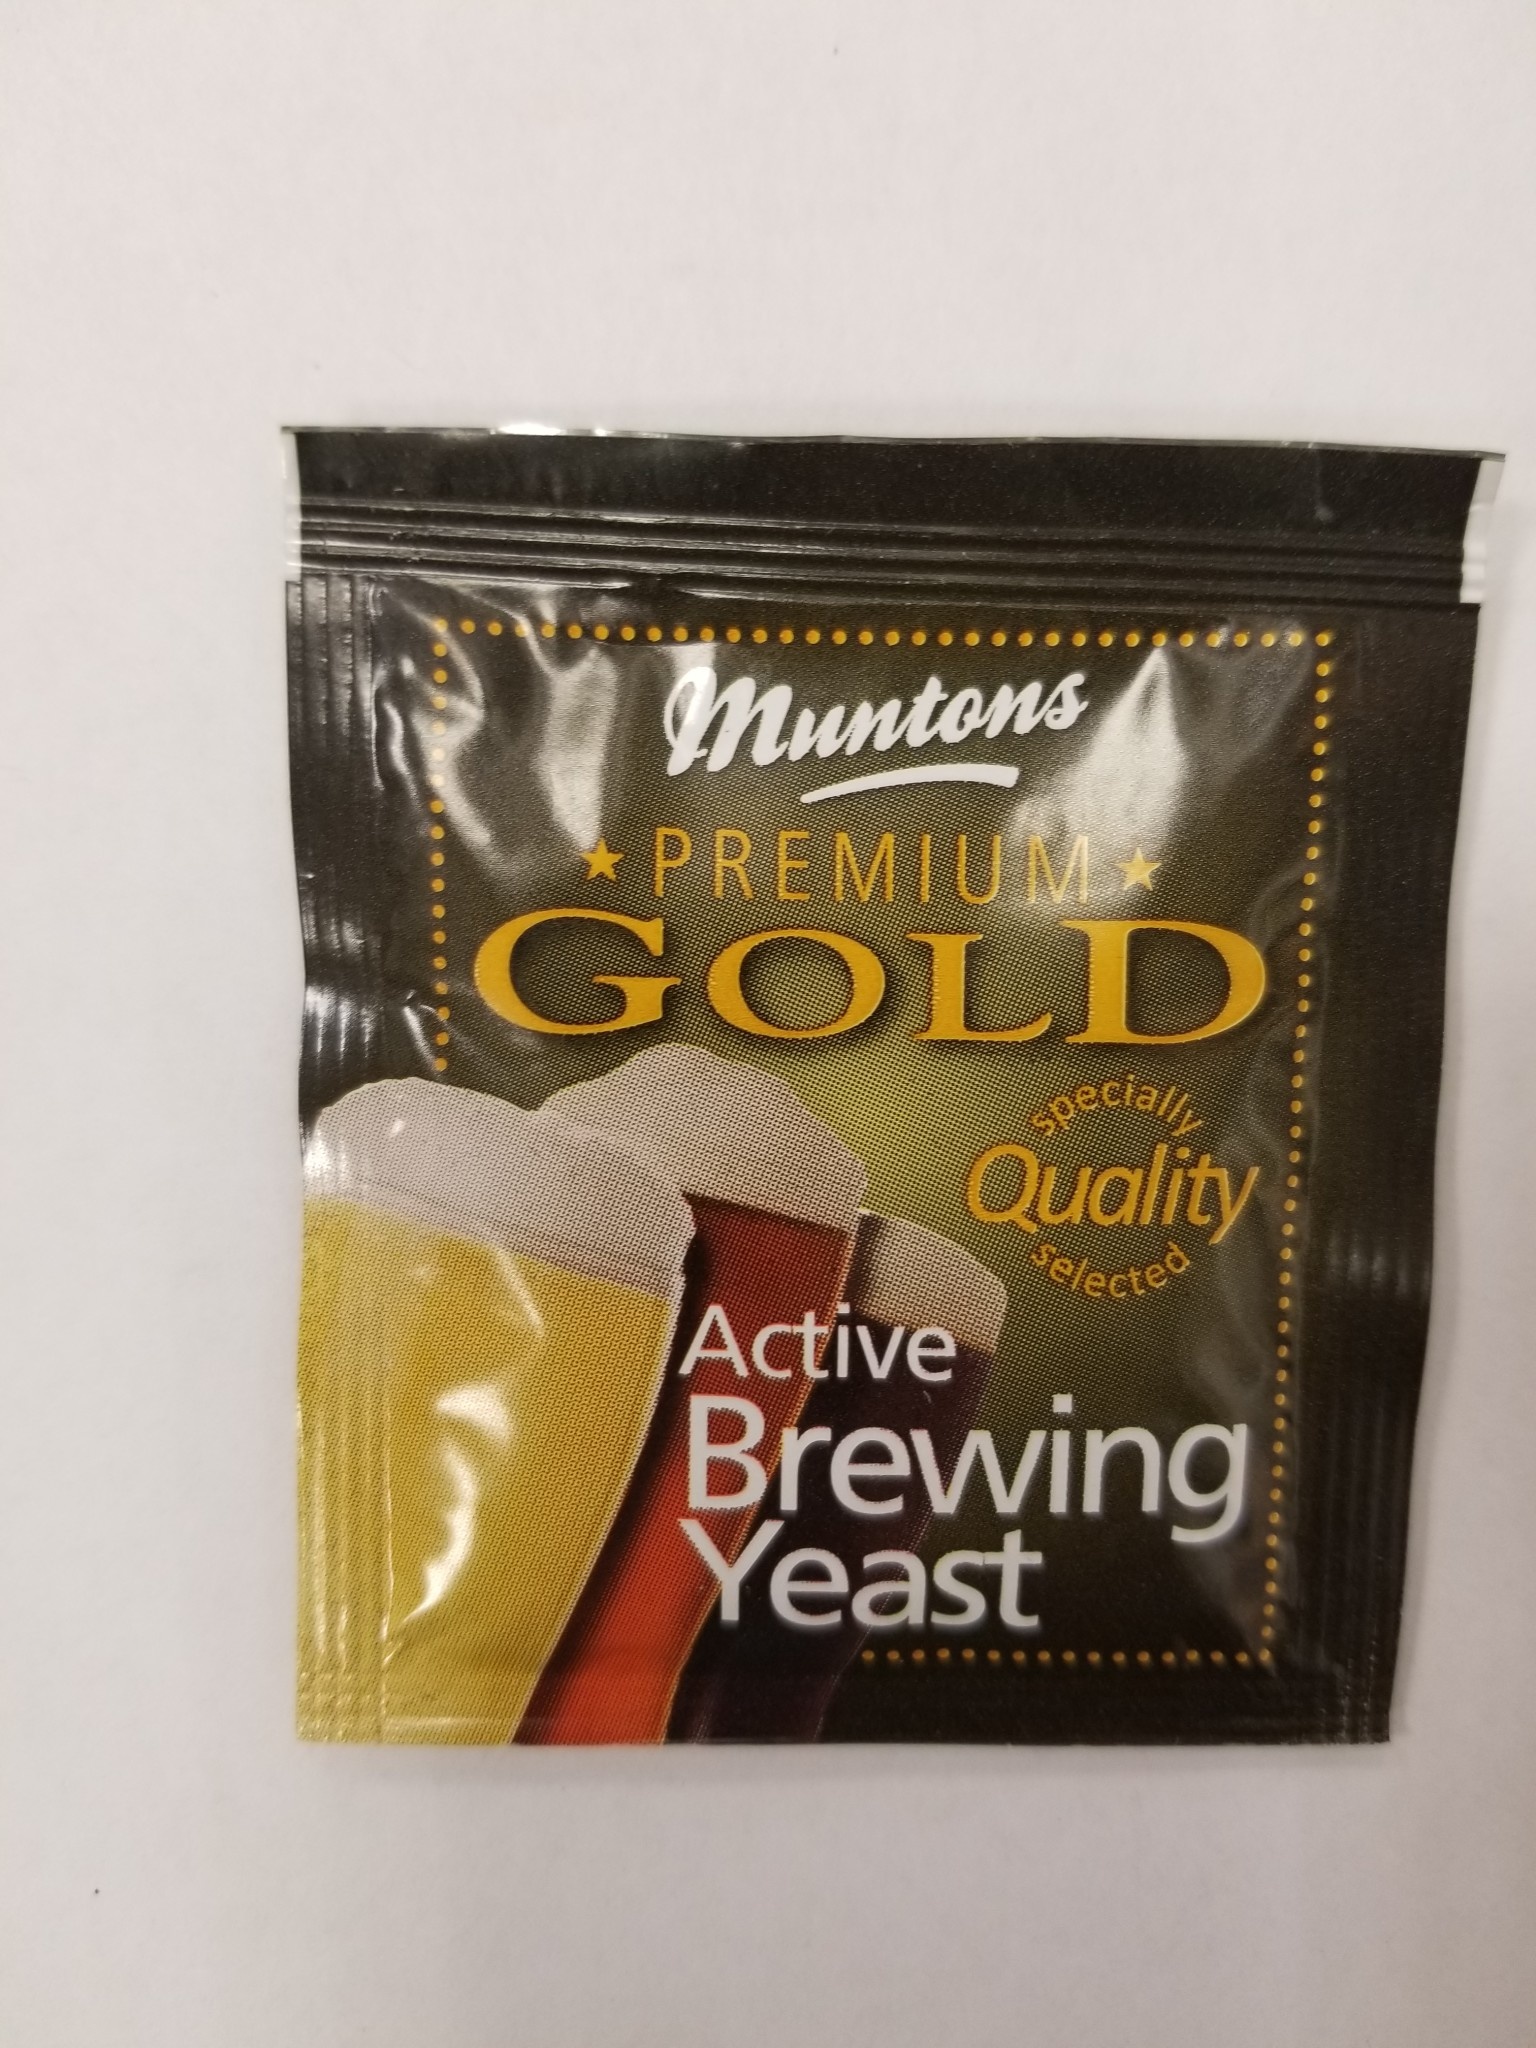 Muntons
PREMIUM
GOLD
specially
Quality
selected
Active
Brewing
Yeast